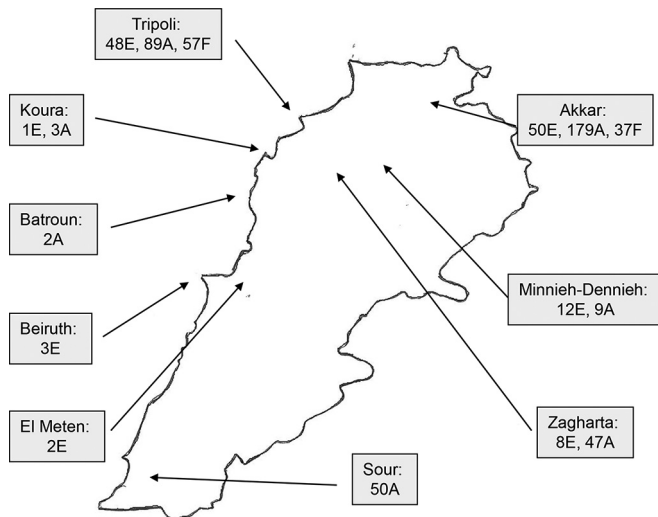 Tripoli:
48E, 89A, 57F
Koura:
1E, 3A
Akkar:
50E, 179A, 37F
Batroun:
2A
Minnieh-Dennieh:
12E, 9A
Beiruth:
3E
El Meten:
2E
Zagharta:
8E, 47A
Sour:
50A